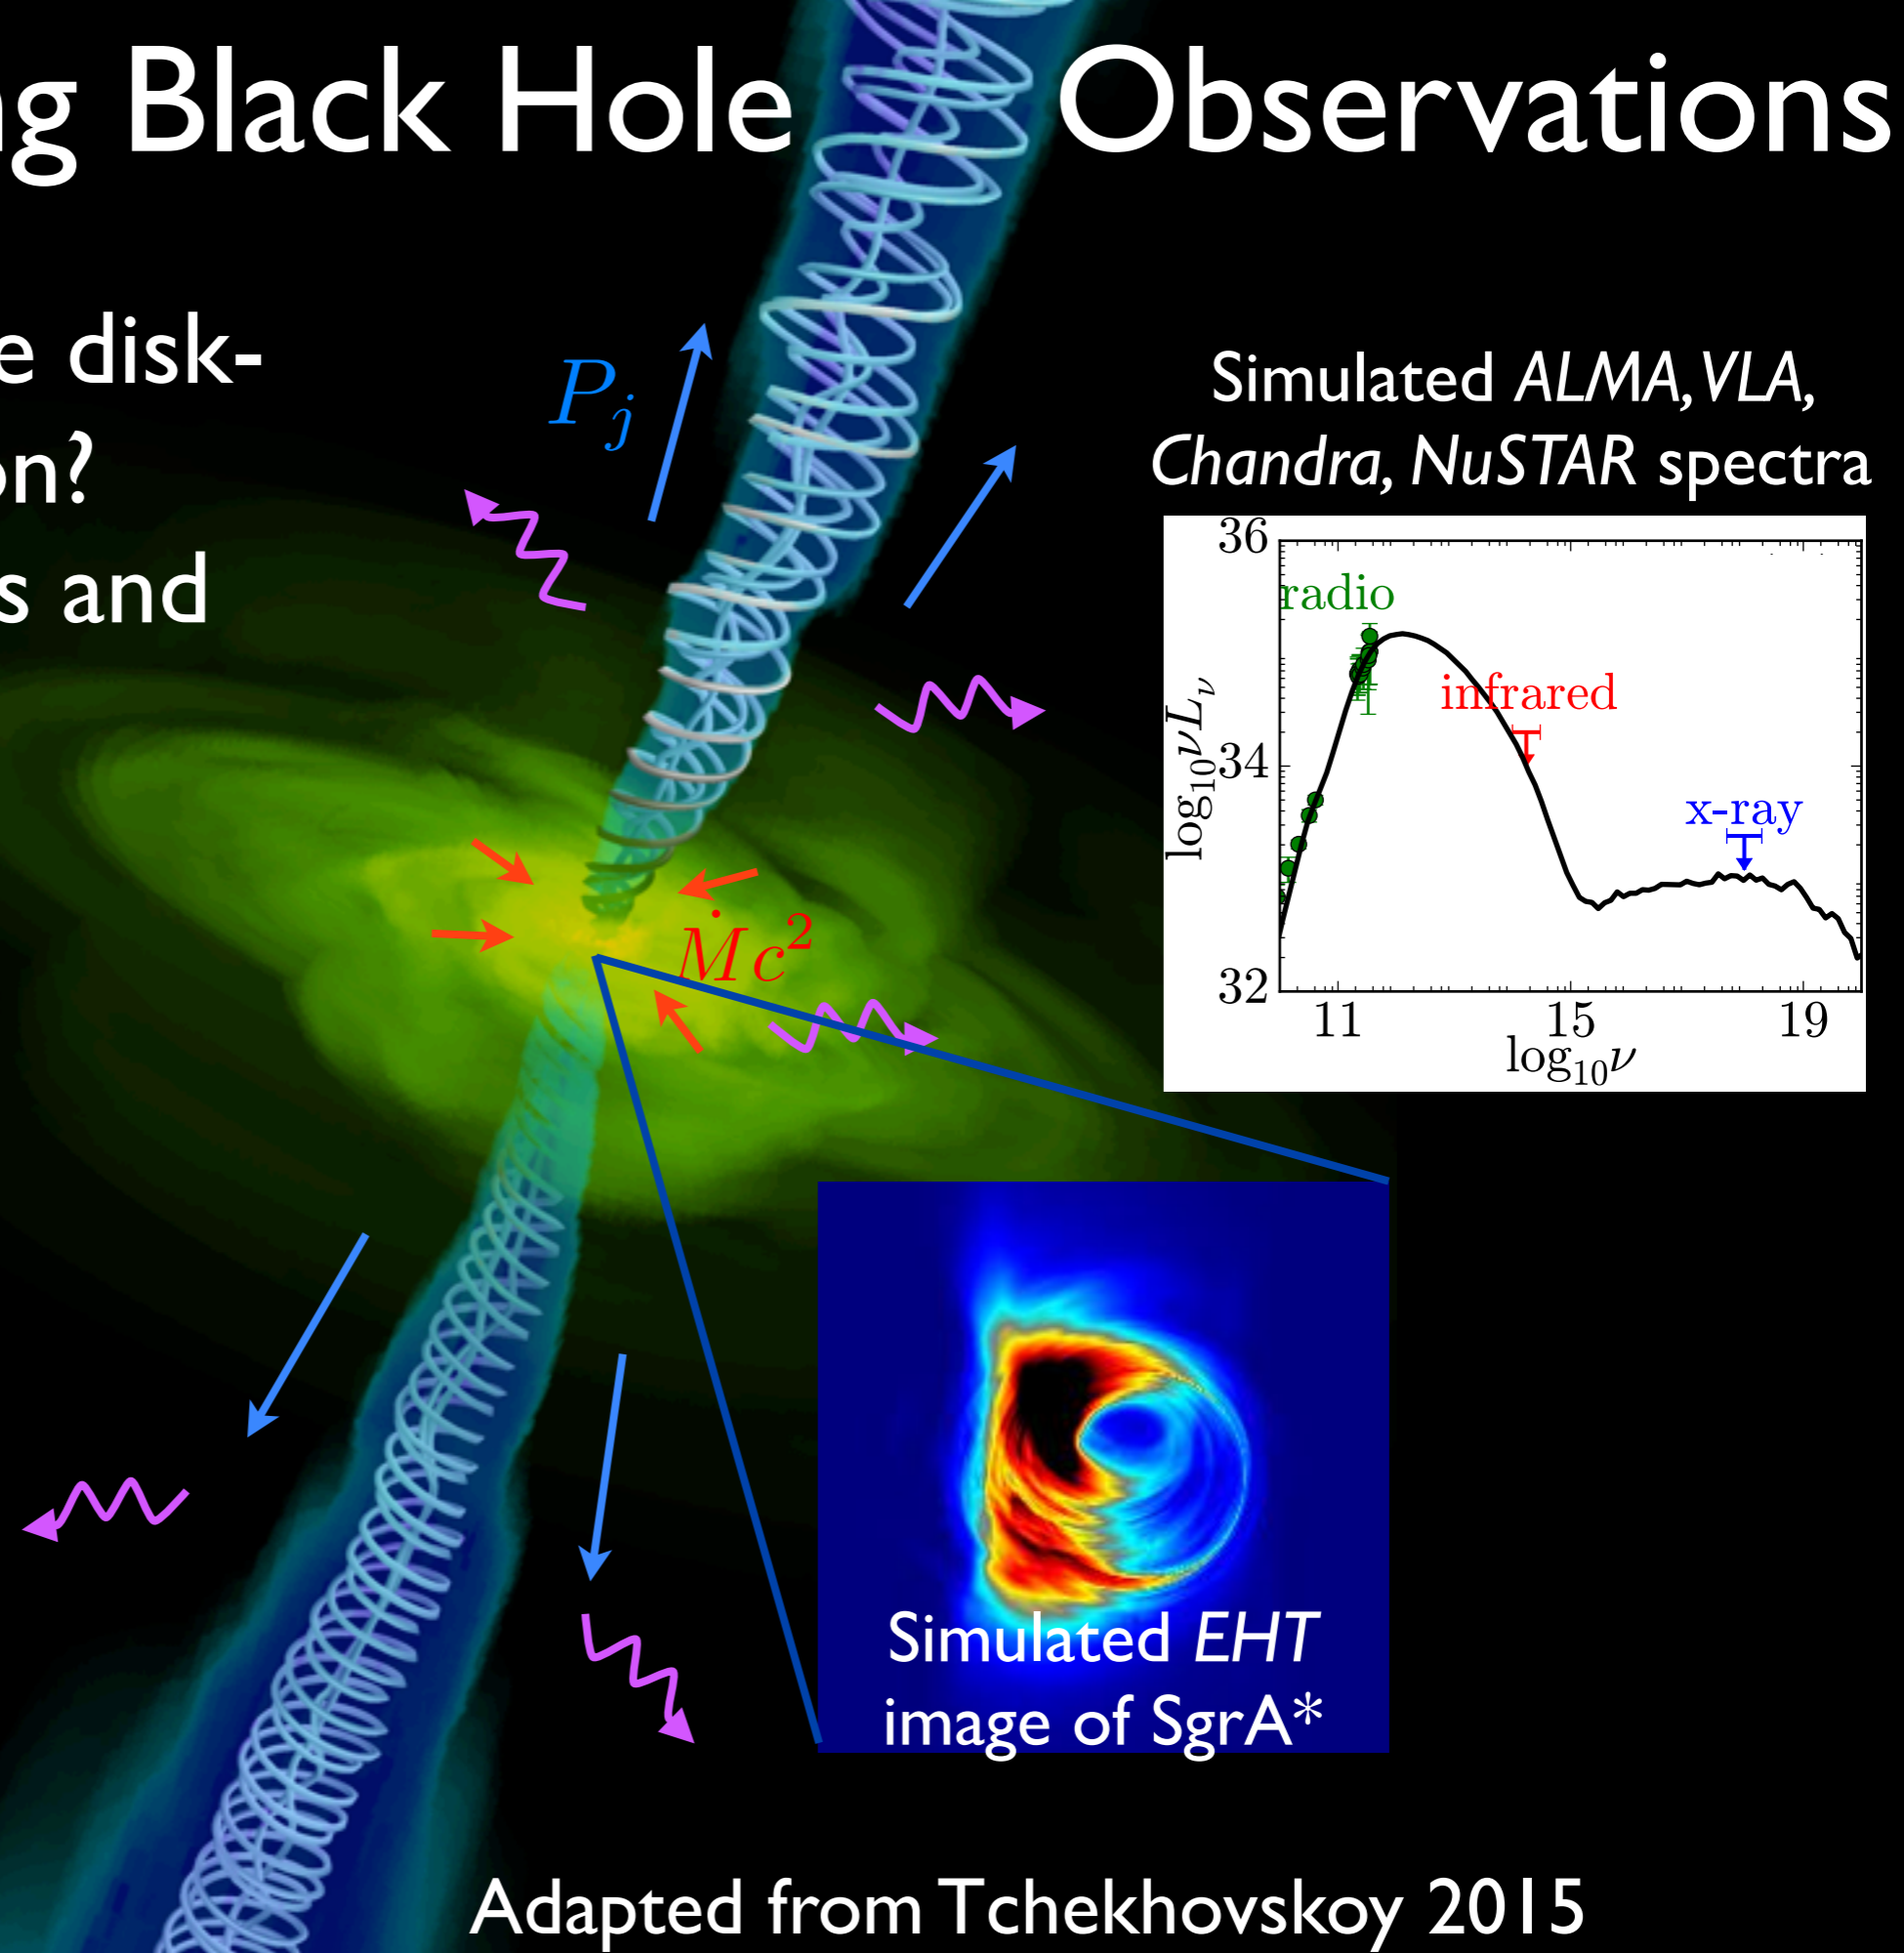 ng Black Hole Observations
e disk-
on?
s and
P_j
Simulated ALMA, VLA,
Chandra, NuSTAR spectra
36
radio
infrared
34
log₁₀νL_ν
x-ray
32
11 15 19
log₁₀ν
Ṁc²
Simulated EHT
image of SgrA*
Adapted from Tchekhovskoy 2015